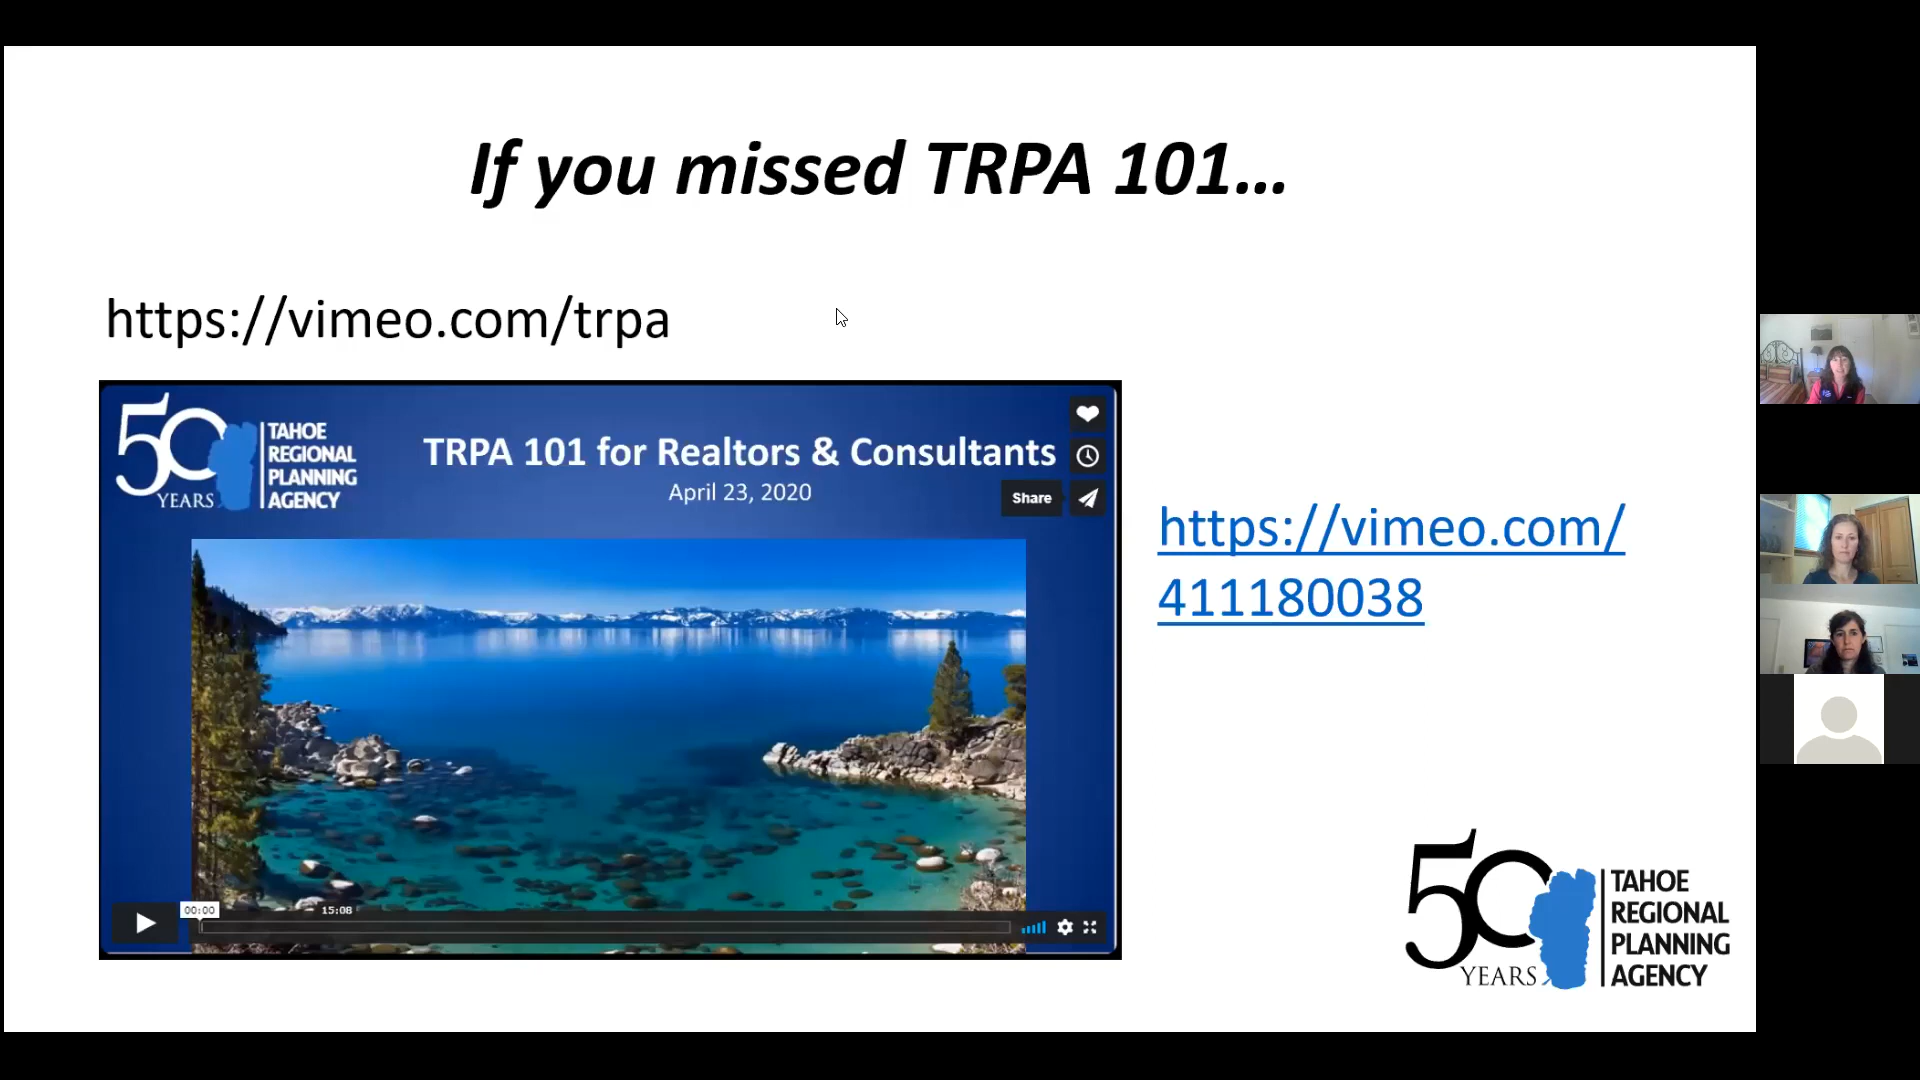 If you missed TRPA 101...
https://vimeo.com/trpa
50
YEARS
TAHOE
REGIONAL
PLANNING
AGENCY
TRPA 101 for Realtors & Consultants
April 23, 2020
Share
00:00
15:08
https://vimeo.com/
411180038
50
YEARS
TAHOE
REGIONAL
PLANNING
AGENCY